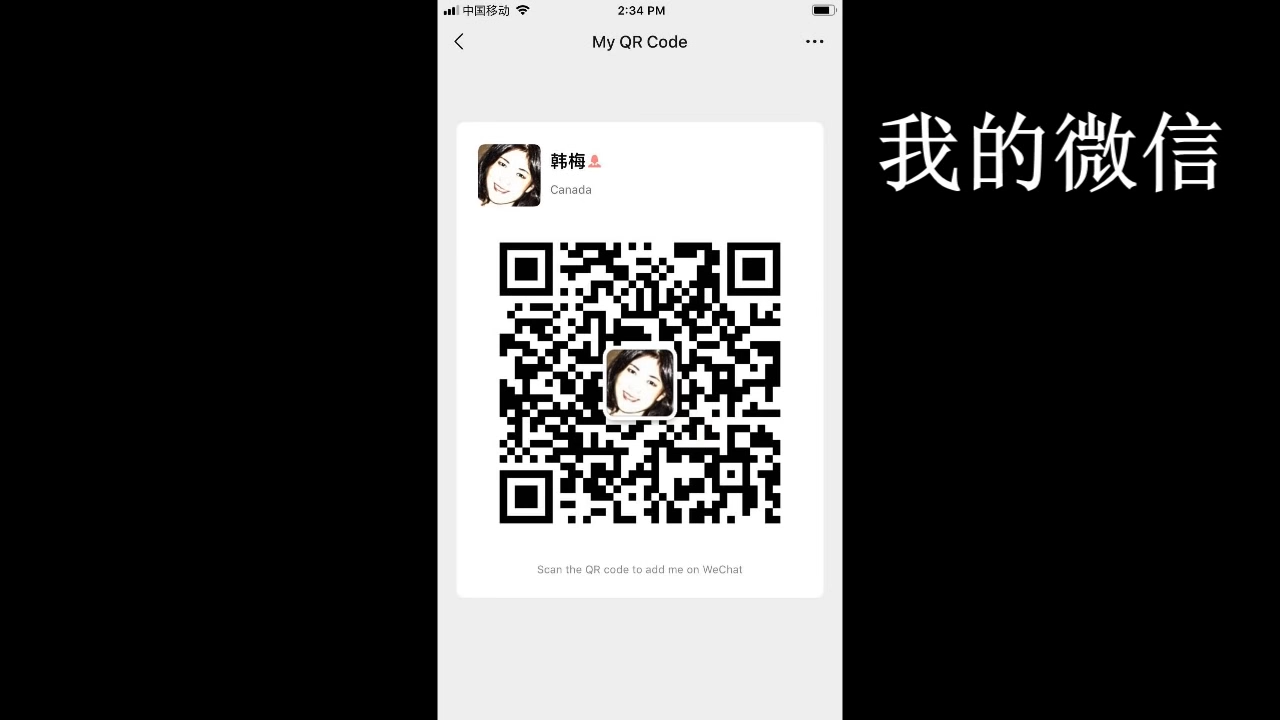 中国移动
2:34 PM
My QR Code
我的微信
韩梅
Canada
Scan the QR code to add me on WeChat